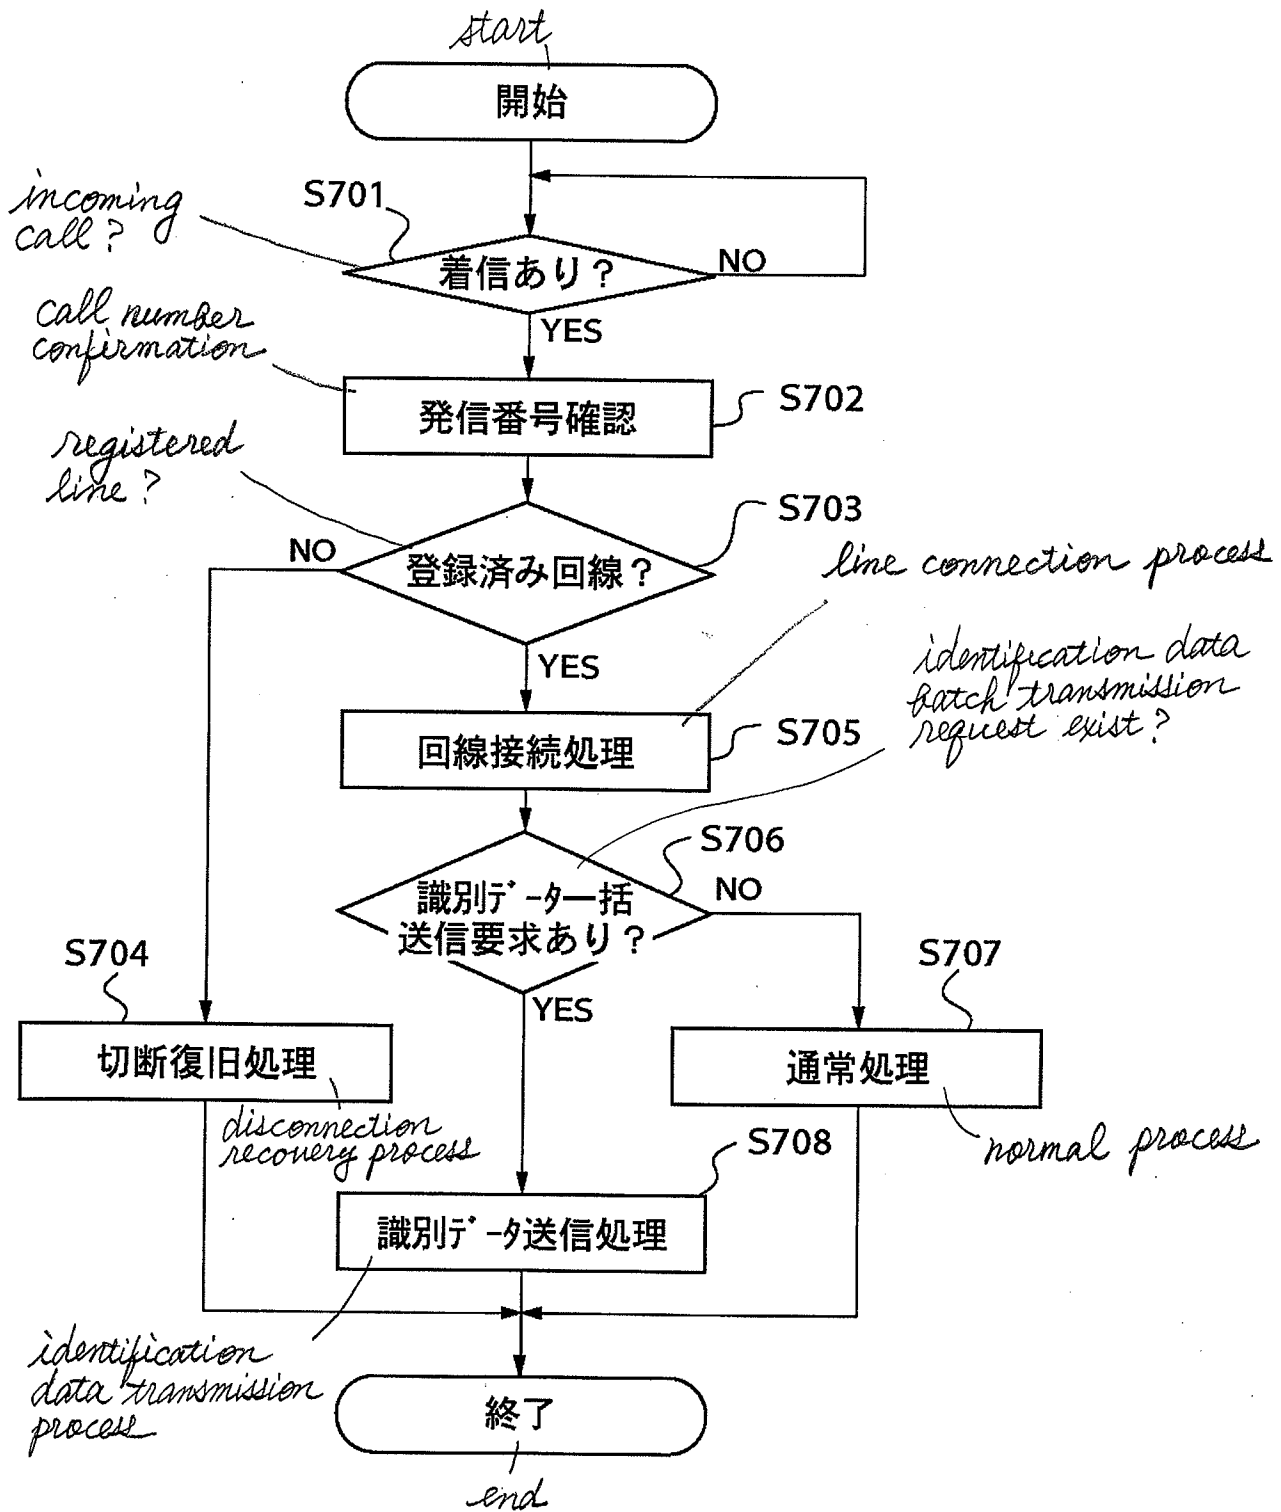 start
開始
S701
incoming
call?
着信あり？
NO
YES
call number
confirmation
発信番号確認
S702
registered
line?
S703
NO
登録済み回線？
YES
line connection process
回線接続処理
S705
identification data
batch transmission
request exist?
S706
識別ﾃﾞｰﾀ一括
送信要求あり？
NO
YES
S704
切断復旧処理
disconnection
recovery process
S707
通常処理
normal process
S708
識別ﾃﾞｰﾀ送信処理
identification
data transmission
process
終了
end